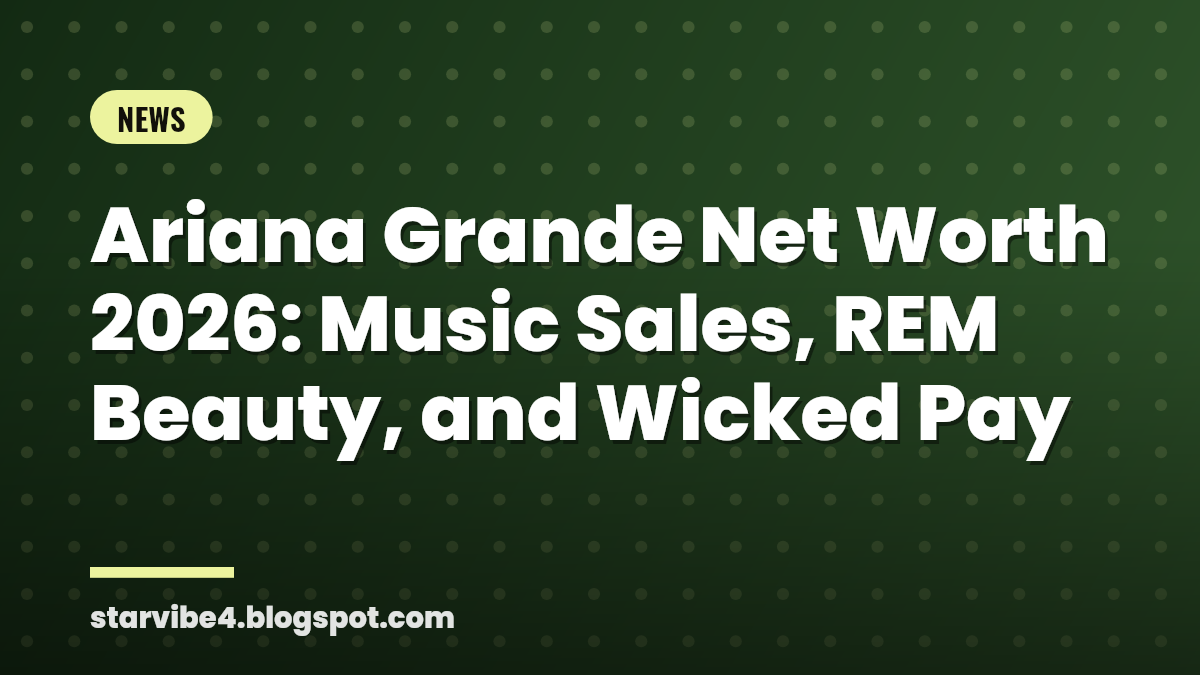 NEWS
Ariana Grande Net Worth
2026: Music Sales, REM
Beauty, and Wicked Pay
starvibe4.blogspot.com